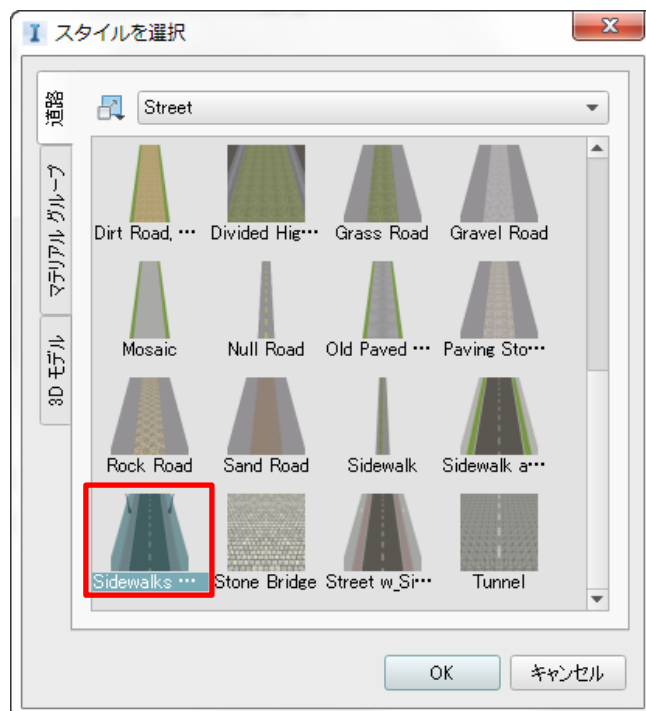 スタイルを選択
道路
マテリアル グループ
3D モデル
Street
Dirt Road, ... Divided Hig... Grass Road Gravel Road
Mosaic Null Road Old Paved ... Paving Sto...
Rock Road Sand Road Sidewalk Sidewalk a...
Sidewalks ... Stone Bridge Street w_Si... Tunnel
OK キャンセル